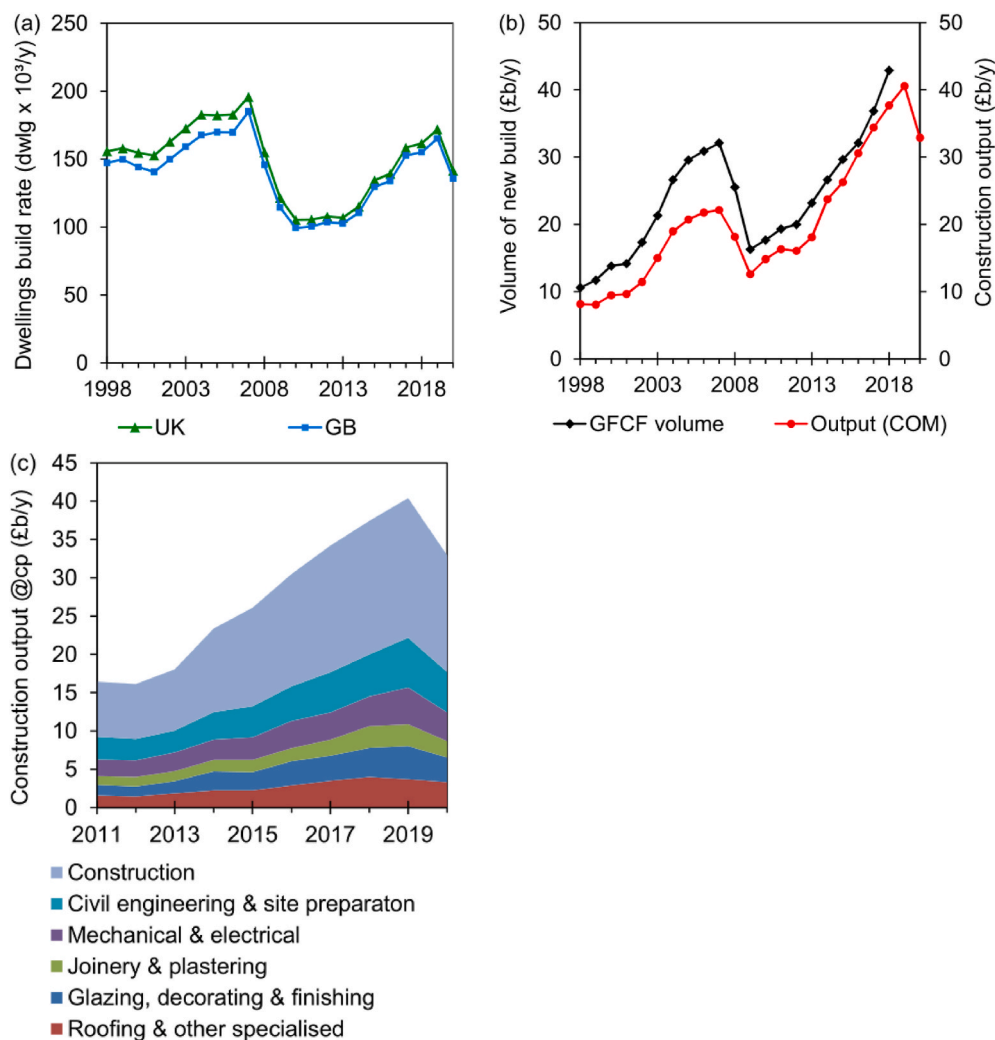 (a)
Dwellings build rate (dwlg x 10³/y)
250
200
150
100
50
0
1998
2003
2008
2013
2018
UK
GB
(b)
Volume of new build (£b/y)
50
40
30
20
10
0
Construction output (£b/y)
50
40
30
20
10
0
1998
2003
2008
2013
2018
GFCF volume
Output (COM)
(c)
Construction output @cp (£b/y)
45
40
35
30
25
20
15
10
5
0
2011
2013
2015
2017
2019
Construction
Civil engineering & site preparaton
Mechanical & electrical
Joinery & plastering
Glazing, decorating & finishing
Roofing & other specialised